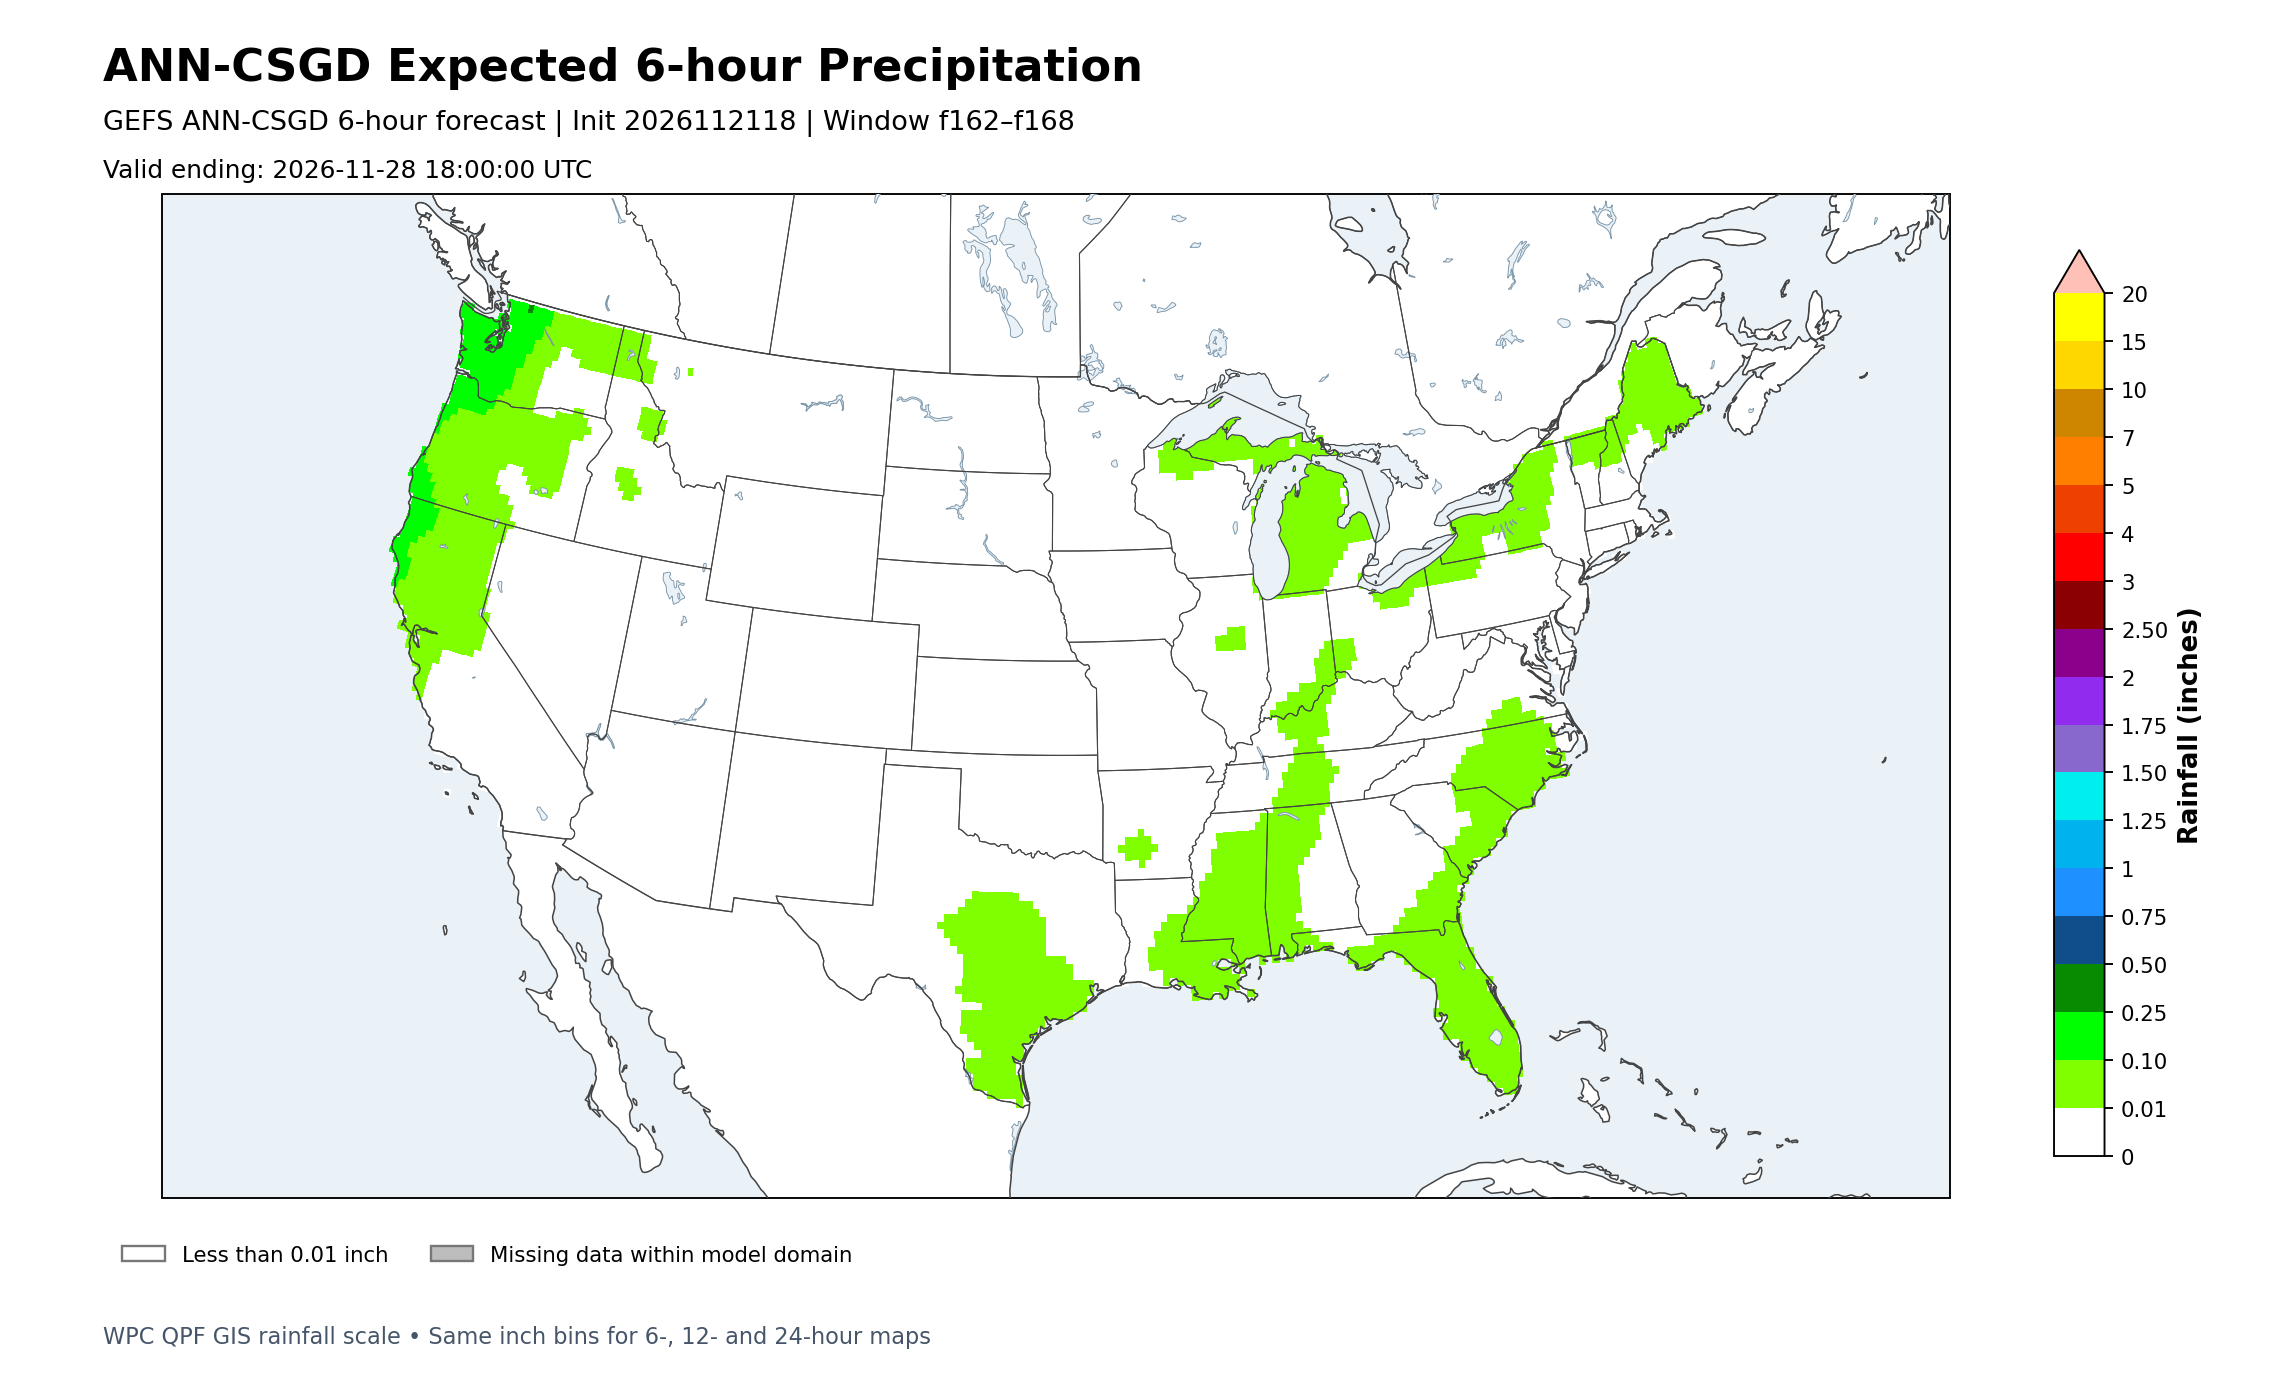 ANN-CSGD Expected 6-hour Precipitation
GEFS ANN-CSGD 6-hour forecast | Init 2026112118 | Window f162–f168
Valid ending: 2026-11-28 18:00:00 UTC
20
15
10
7
5
4
3
2.50
2
1.75
1.50
1.25
1
0.75
0.50
0.25
0.10
0.01
0
Rainfall (inches)
Less than 0.01 inch
Missing data within model domain
WPC QPF GIS rainfall scale • Same inch bins for 6-, 12- and 24-hour maps